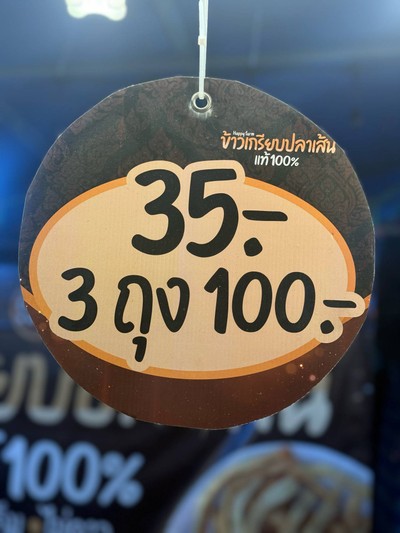 Happy Farm
ข้าวเกรียบปลาเส้น
แท้ 100%
35.-
3 ถุง 100.-
100%